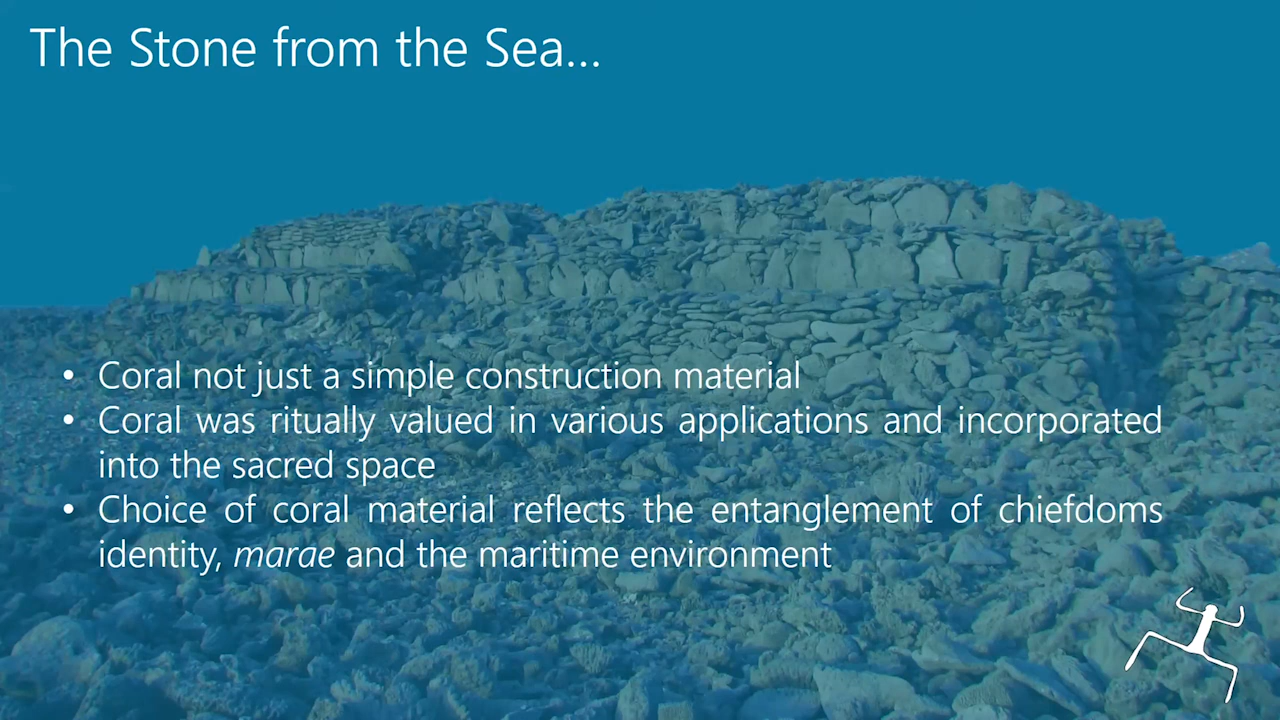 The Stone from the Sea...
• Coral not just a simple construction material
• Coral was ritually valued in various applications and incorporated
into the sacred space
• Choice of coral material reflects the entanglement of chiefdoms
identity, marae and the maritime environment